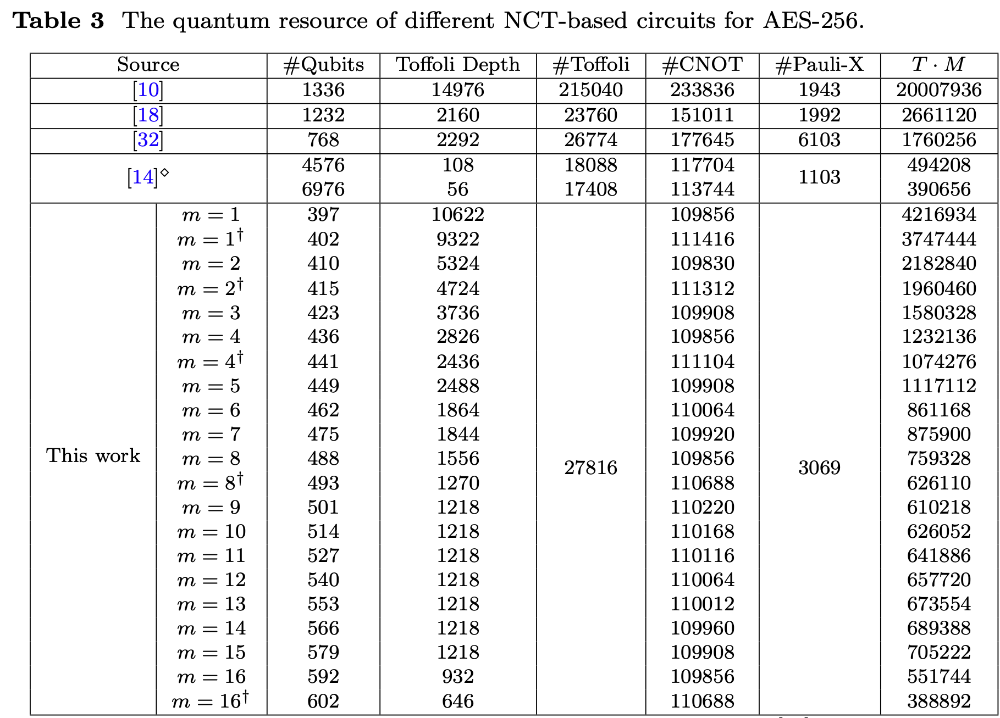 Table 3 The quantum resource of different NCT-based circuits for AES-256.
Source #Qubits Toffoli Depth #Toffoli #CNOT #Pauli-X T · M
[10] 1336 14976 215040 233836 1943 20007936
[18] 1232 2160 23760 151011 1992 2661120
[32] 768 2292 26774 177645 6103 1760256
[14]⋄ 4576 108 18088 117704 1103 494208
6976 56 17408 113744 390656
m = 1 397 10622 109856 4216934
m = 1† 402 9322 111416 3747444
m = 2 410 5324 109830 2182840
m = 2† 415 4724 111312 1960460
m = 3 423 3736 109908 1580328
m = 4 436 2826 109856 1232136
m = 4† 441 2436 111104 1074276
m = 5 449 2488 109908 1117112
m = 6 462 1864 110064 861168
m = 7 475 1844 109920 875900
This work m = 8 488 1556 27816 109856 3069 759328
m = 8† 493 1270 110688 626110
m = 9 501 1218 110220 610218
m = 10 514 1218 110168 626052
m = 11 527 1218 110116 641886
m = 12 540 1218 110064 657720
m = 13 553 1218 110012 673554
m = 14 566 1218 109960 689388
m = 15 579 1218 109908 705222
m = 16 592 932 109856 551744
m = 16† 602 646 110688 388892